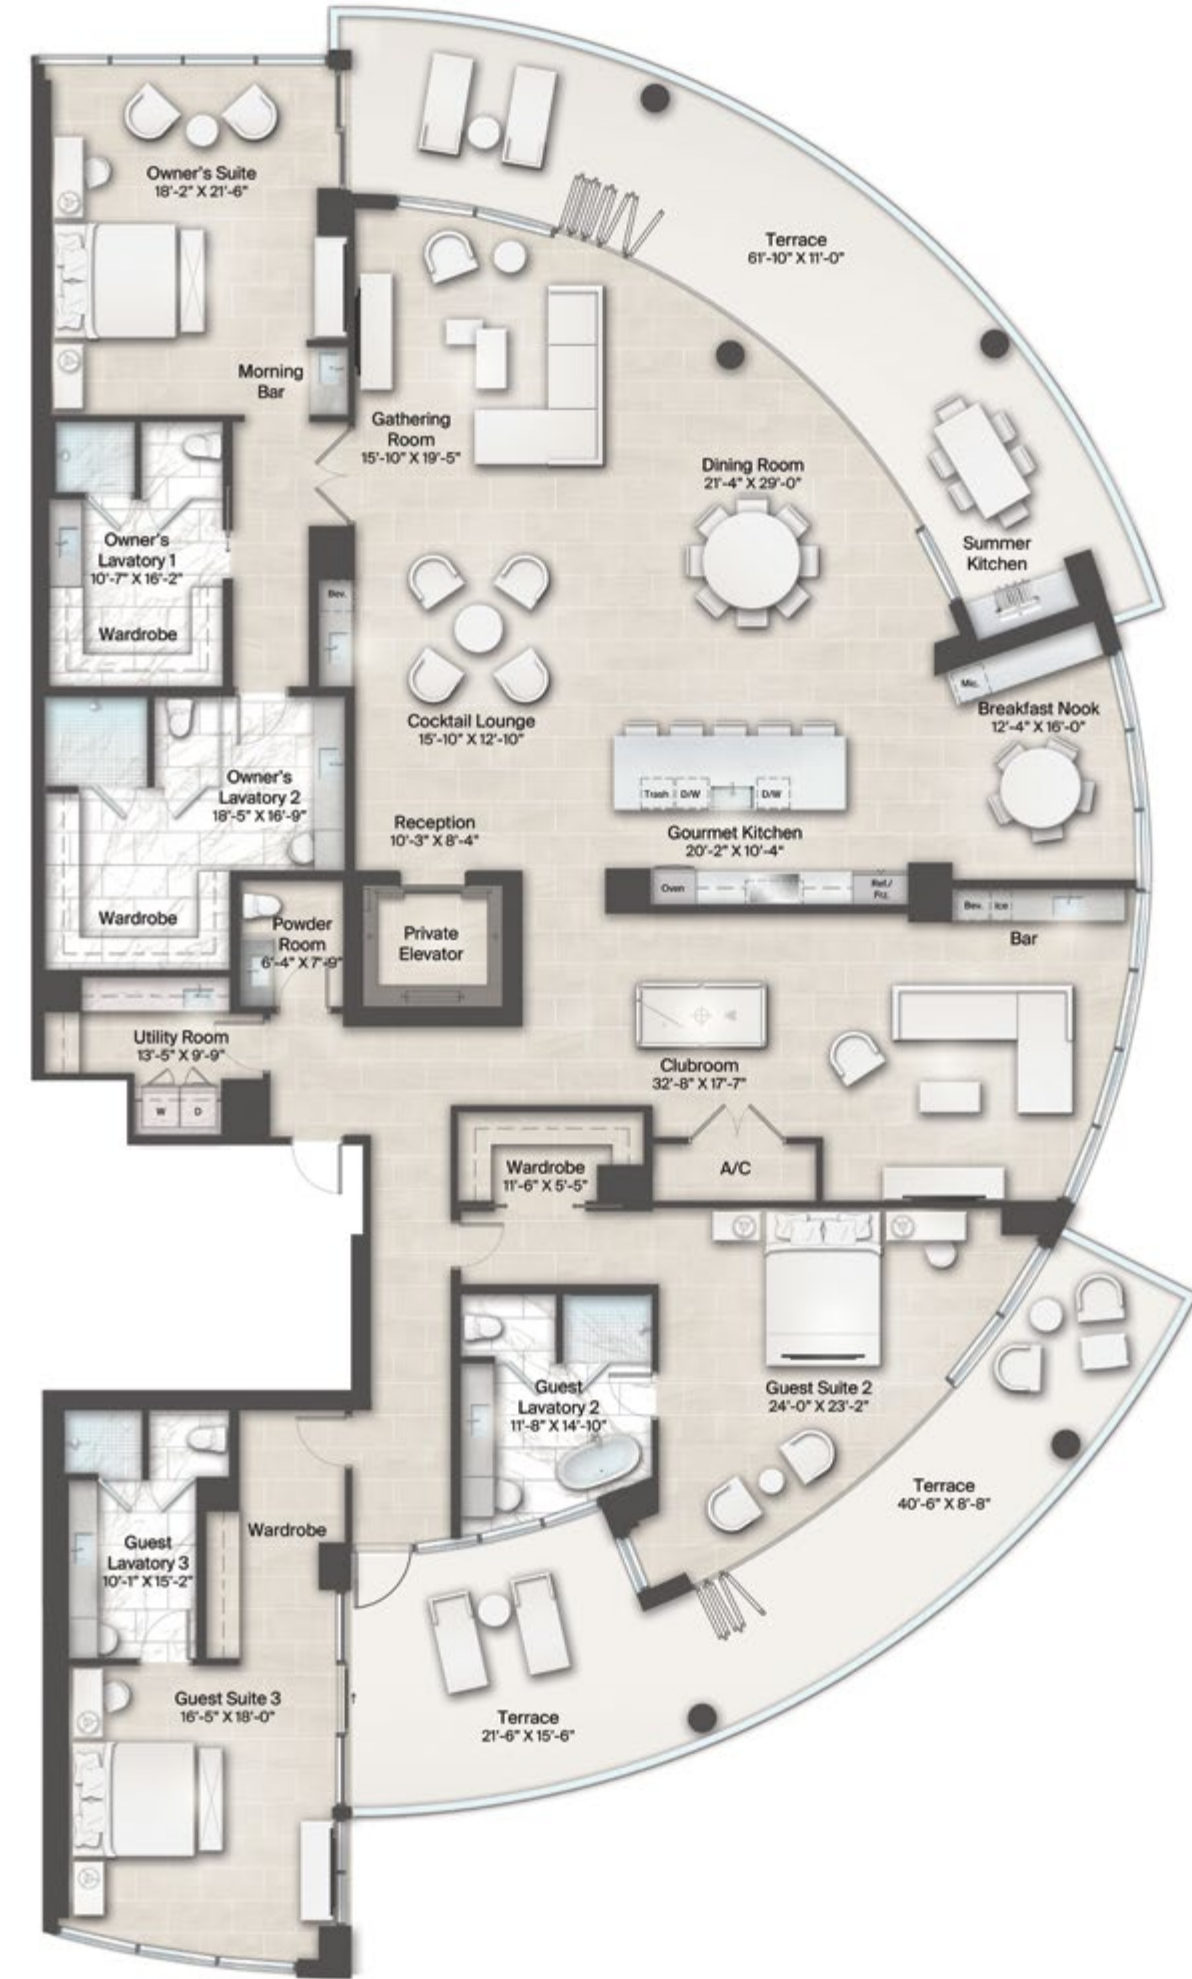 Owner's Suite
18'-2" X 21'-6"
Terrace
61'-10" X 11'-0"
Morning
Bar
Gathering
Room
15'-10" X 19'-5"
Dining Room
21'-4" X 29'-0"
Owner's
Lavatory 1
10'-7" X 16'-2"
Wardrobe
Summer
Kitchen
Bev.
Mic.
Breakfast Nook
12'-4" X 16'-0"
Cocktail Lounge
15'-10" X 12'-10"
Owner's
Lavatory 2
18'-5" X 16'-9"
Trash
D/W
D/W
Reception
10'-3" X 8'-4"
Gourmet Kitchen
20'-2" X 10'-4"
Oven
Ref./
Frz.
Bev.
Ice
Bar
Wardrobe
Powder
Room
6'-4" X 7'-9"
Private
Elevator
Utility Room
13'-5" X 9'-9"
W
D
Clubroom
32'-8" X 17'-7"
Wardrobe
11'-6" X 5'-5"
A/C
Guest
Lavatory 2
11'-8" X 14'-10"
Guest Suite 2
24'-0" X 23'-2"
Terrace
40'-6" X 8'-8"
Wardrobe
Guest
Lavatory 3
10'-1" X 15'-2"
Guest Suite 3
16'-5" X 18'-0"
Terrace
21'-6" X 15'-6"